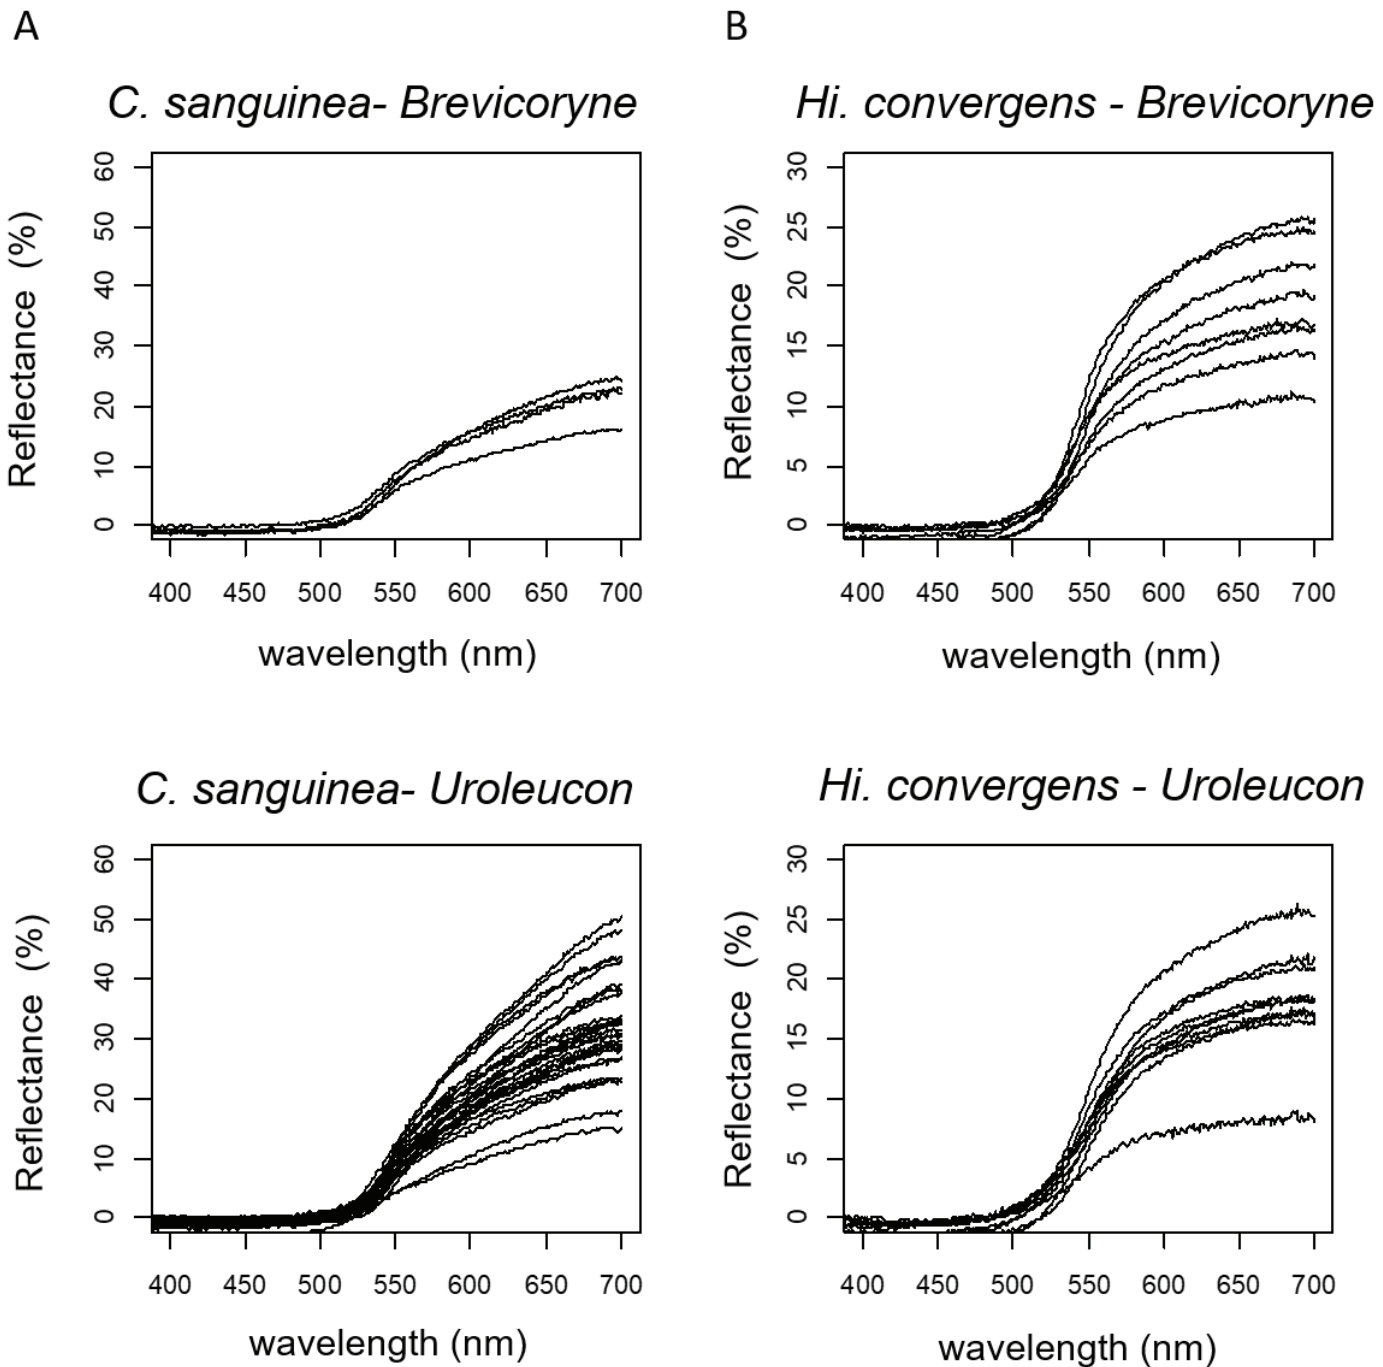 A
B
C. sanguinea- Brevicoryne
Hi. convergens - Brevicoryne
Reflectance (%)
60
50
40
30
20
10
0
400 450 500 550 600 650 700
wavelength (nm)
Reflectance (%)
30
25
20
15
10
5
0
400 450 500 550 600 650 700
wavelength (nm)
C. sanguinea- Uroleucon
Hi. convergens - Uroleucon
Reflectance (%)
60
50
40
30
20
10
0
400 450 500 550 600 650 700
wavelength (nm)
Reflectance (%)
30
25
20
15
10
5
0
400 450 500 550 600 650 700
wavelength (nm)